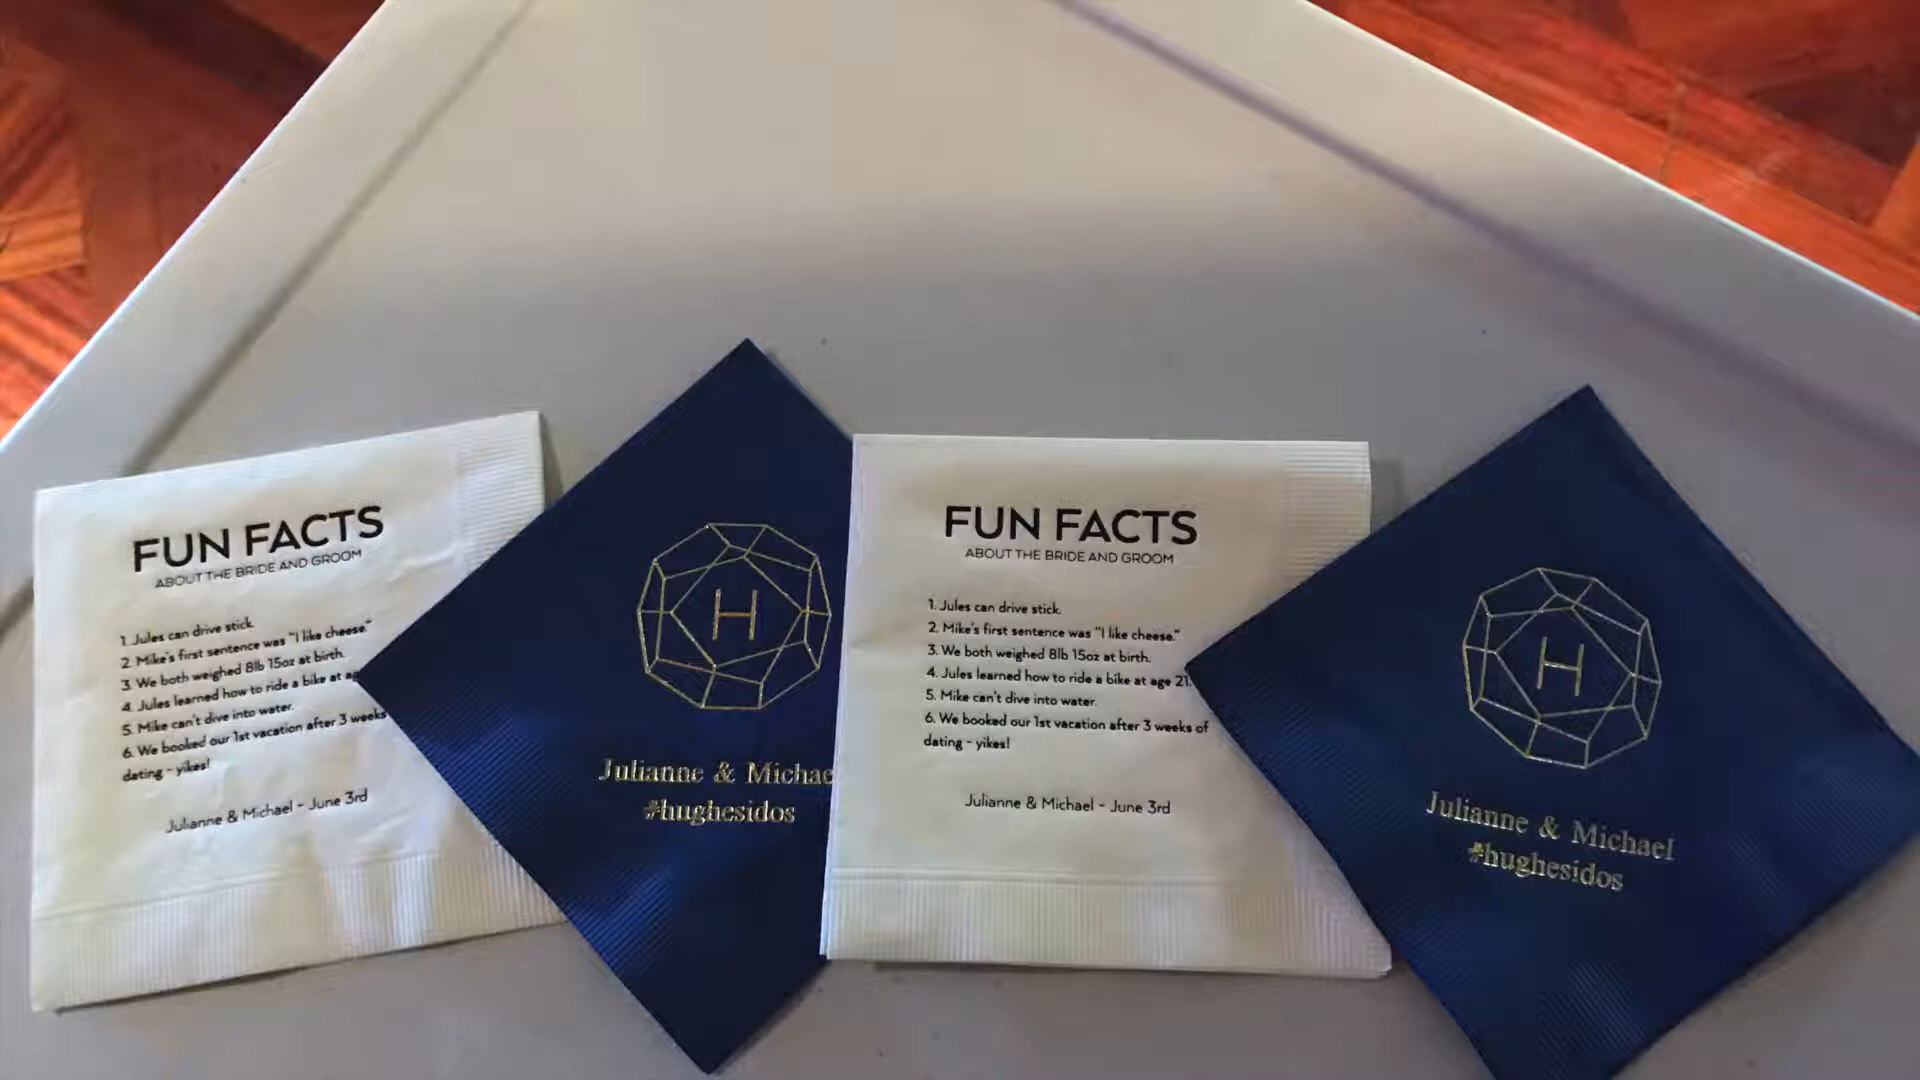 FUN FACTS
ABOUT THE BRIDE AND GROOM
1. Jules can drive stick.
2. Mike's first sentence was "I like cheese."
3. We both weighed 8lb 15oz at birth.
4. Jules learned how to ride a bike at
5. Mike can't dive into water.
6. We booked our 1st vacation after 3 weeks
dating - yikes!
Julianne & Michael - June 3rd
H
Julianne & Michae
#hughesidos
FUN FACTS
ABOUT THE BRIDE AND GROOM
1. Jules can drive stick.
2. Mike's first sentence was "I like cheese."
3. We both weighed 8lb 15oz at birth.
4. Jules learned how to ride a bike at age 21.
5. Mike can't dive into water.
6. We booked our 1st vacation after 3 weeks of
dating - yikes!
Julianne & Michael - June 3rd
H
Julianne & Michael
#hughesidos